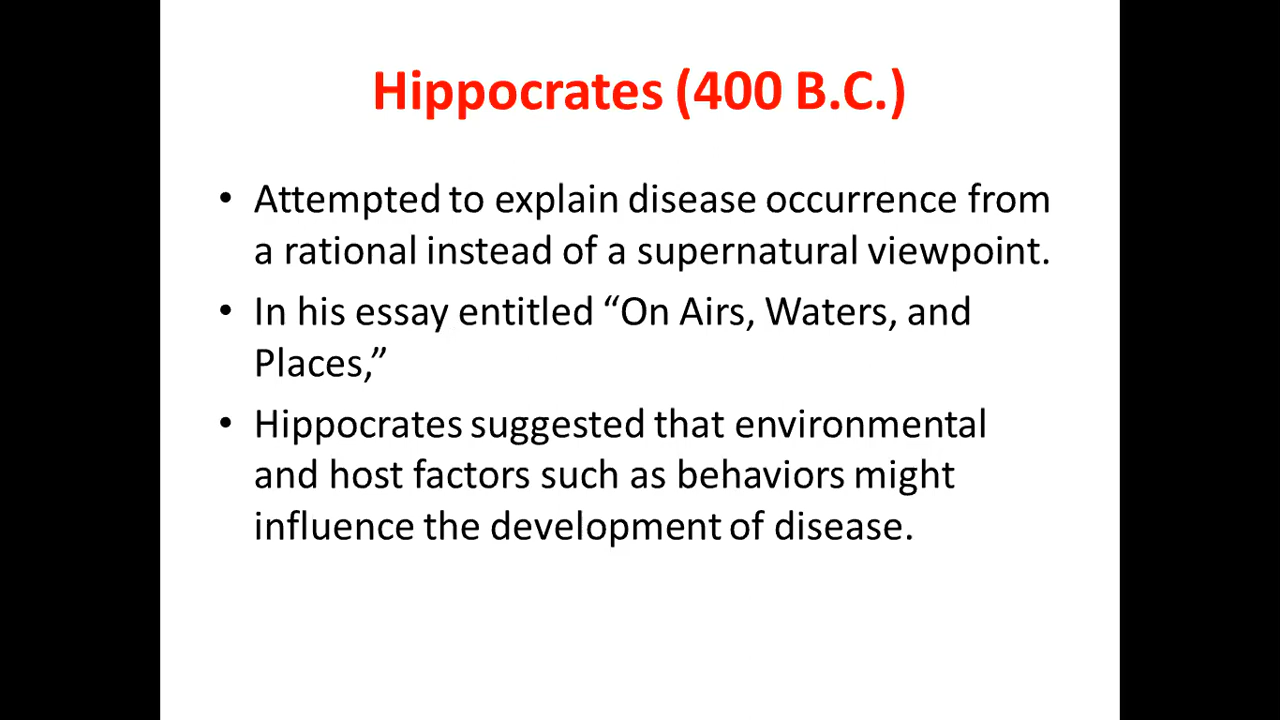 Hippocrates (400 B.C.)
• Attempted to explain disease occurrence from
a rational instead of a supernatural viewpoint.
• In his essay entitled “On Airs, Waters, and
Places,”
• Hippocrates suggested that environmental
and host factors such as behaviors might
influence the development of disease.